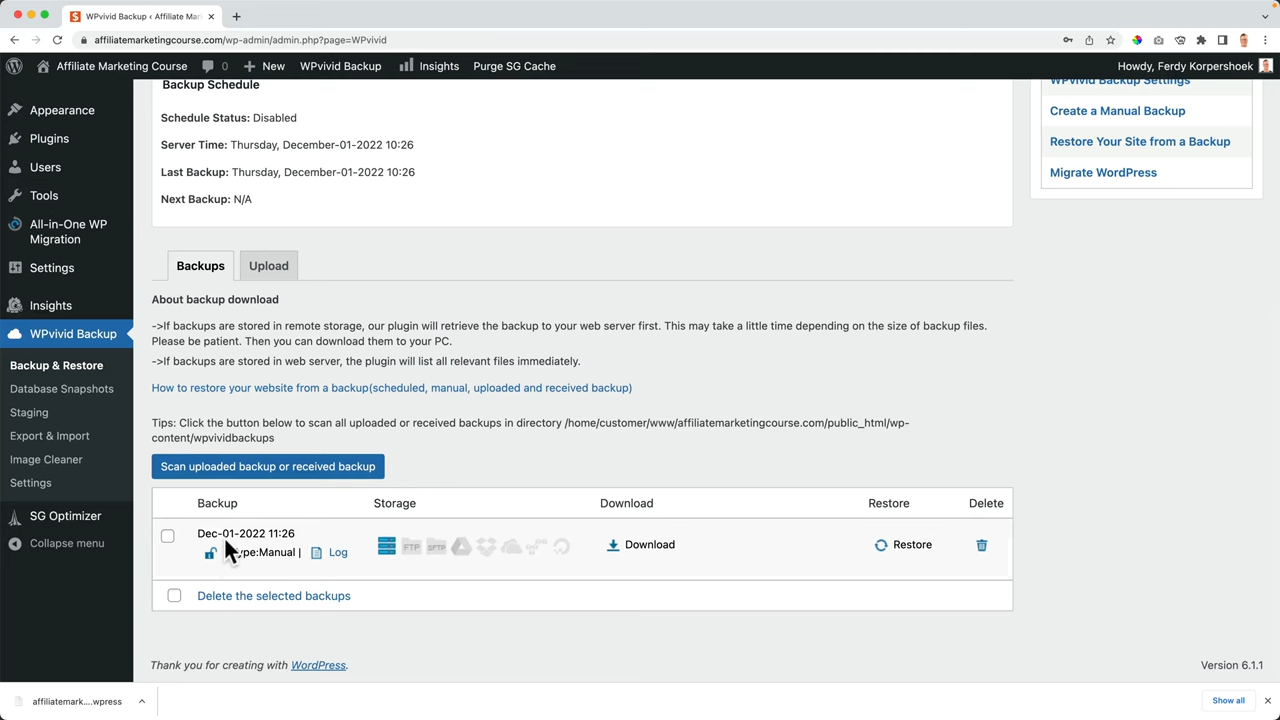 WPvivid Backup ‹ Affiliate Mar
affiliatemarketingcourse.com/wp-admin/admin.php?page=WPvivid
Affiliate Marketing Course 0 New WPvivid Backup Insights Purge SG Cache Howdy, Ferdy Korpershoek
Appearance
Plugins
Users
Tools
All-in-One WP
Migration
Settings
Insights
WPvivid Backup
Backup & Restore
Database Snapshots
Staging
Export & Import
Image Cleaner
Settings
SG Optimizer
Collapse menu
Backup Schedule
Schedule Status: Disabled
Server Time: Thursday, December-01-2022 10:26
Last Backup: Thursday, December-01-2022 10:26
Next Backup: N/A
WPvivid Backup Settings
Create a Manual Backup
Restore Your Site from a Backup
Migrate WordPress
Backups Upload
About backup download
->If backups are stored in remote storage, our plugin will retrieve the backup to your web server first. This may take a little time depending on the size of backup files.
Please be patient. Then you can download them to your PC.
->If backups are stored in web server, the plugin will list all relevant files immediately.
How to restore your website from a backup(scheduled, manual, uploaded and received backup)
Tips: Click the button below to scan all uploaded or received backups in directory /home/customer/www/affiliatemarketingcourse.com/public_html/wp-
content/wpvividbackups
Scan uploaded backup or received backup
Backup Storage Download Restore Delete
Dec-01-2022 11:26
ype:Manual | Log FTP SFTP Download Restore
Delete the selected backups
Thank you for creating with WordPress. Version 6.1.1
affiliatemark....wpress Show all